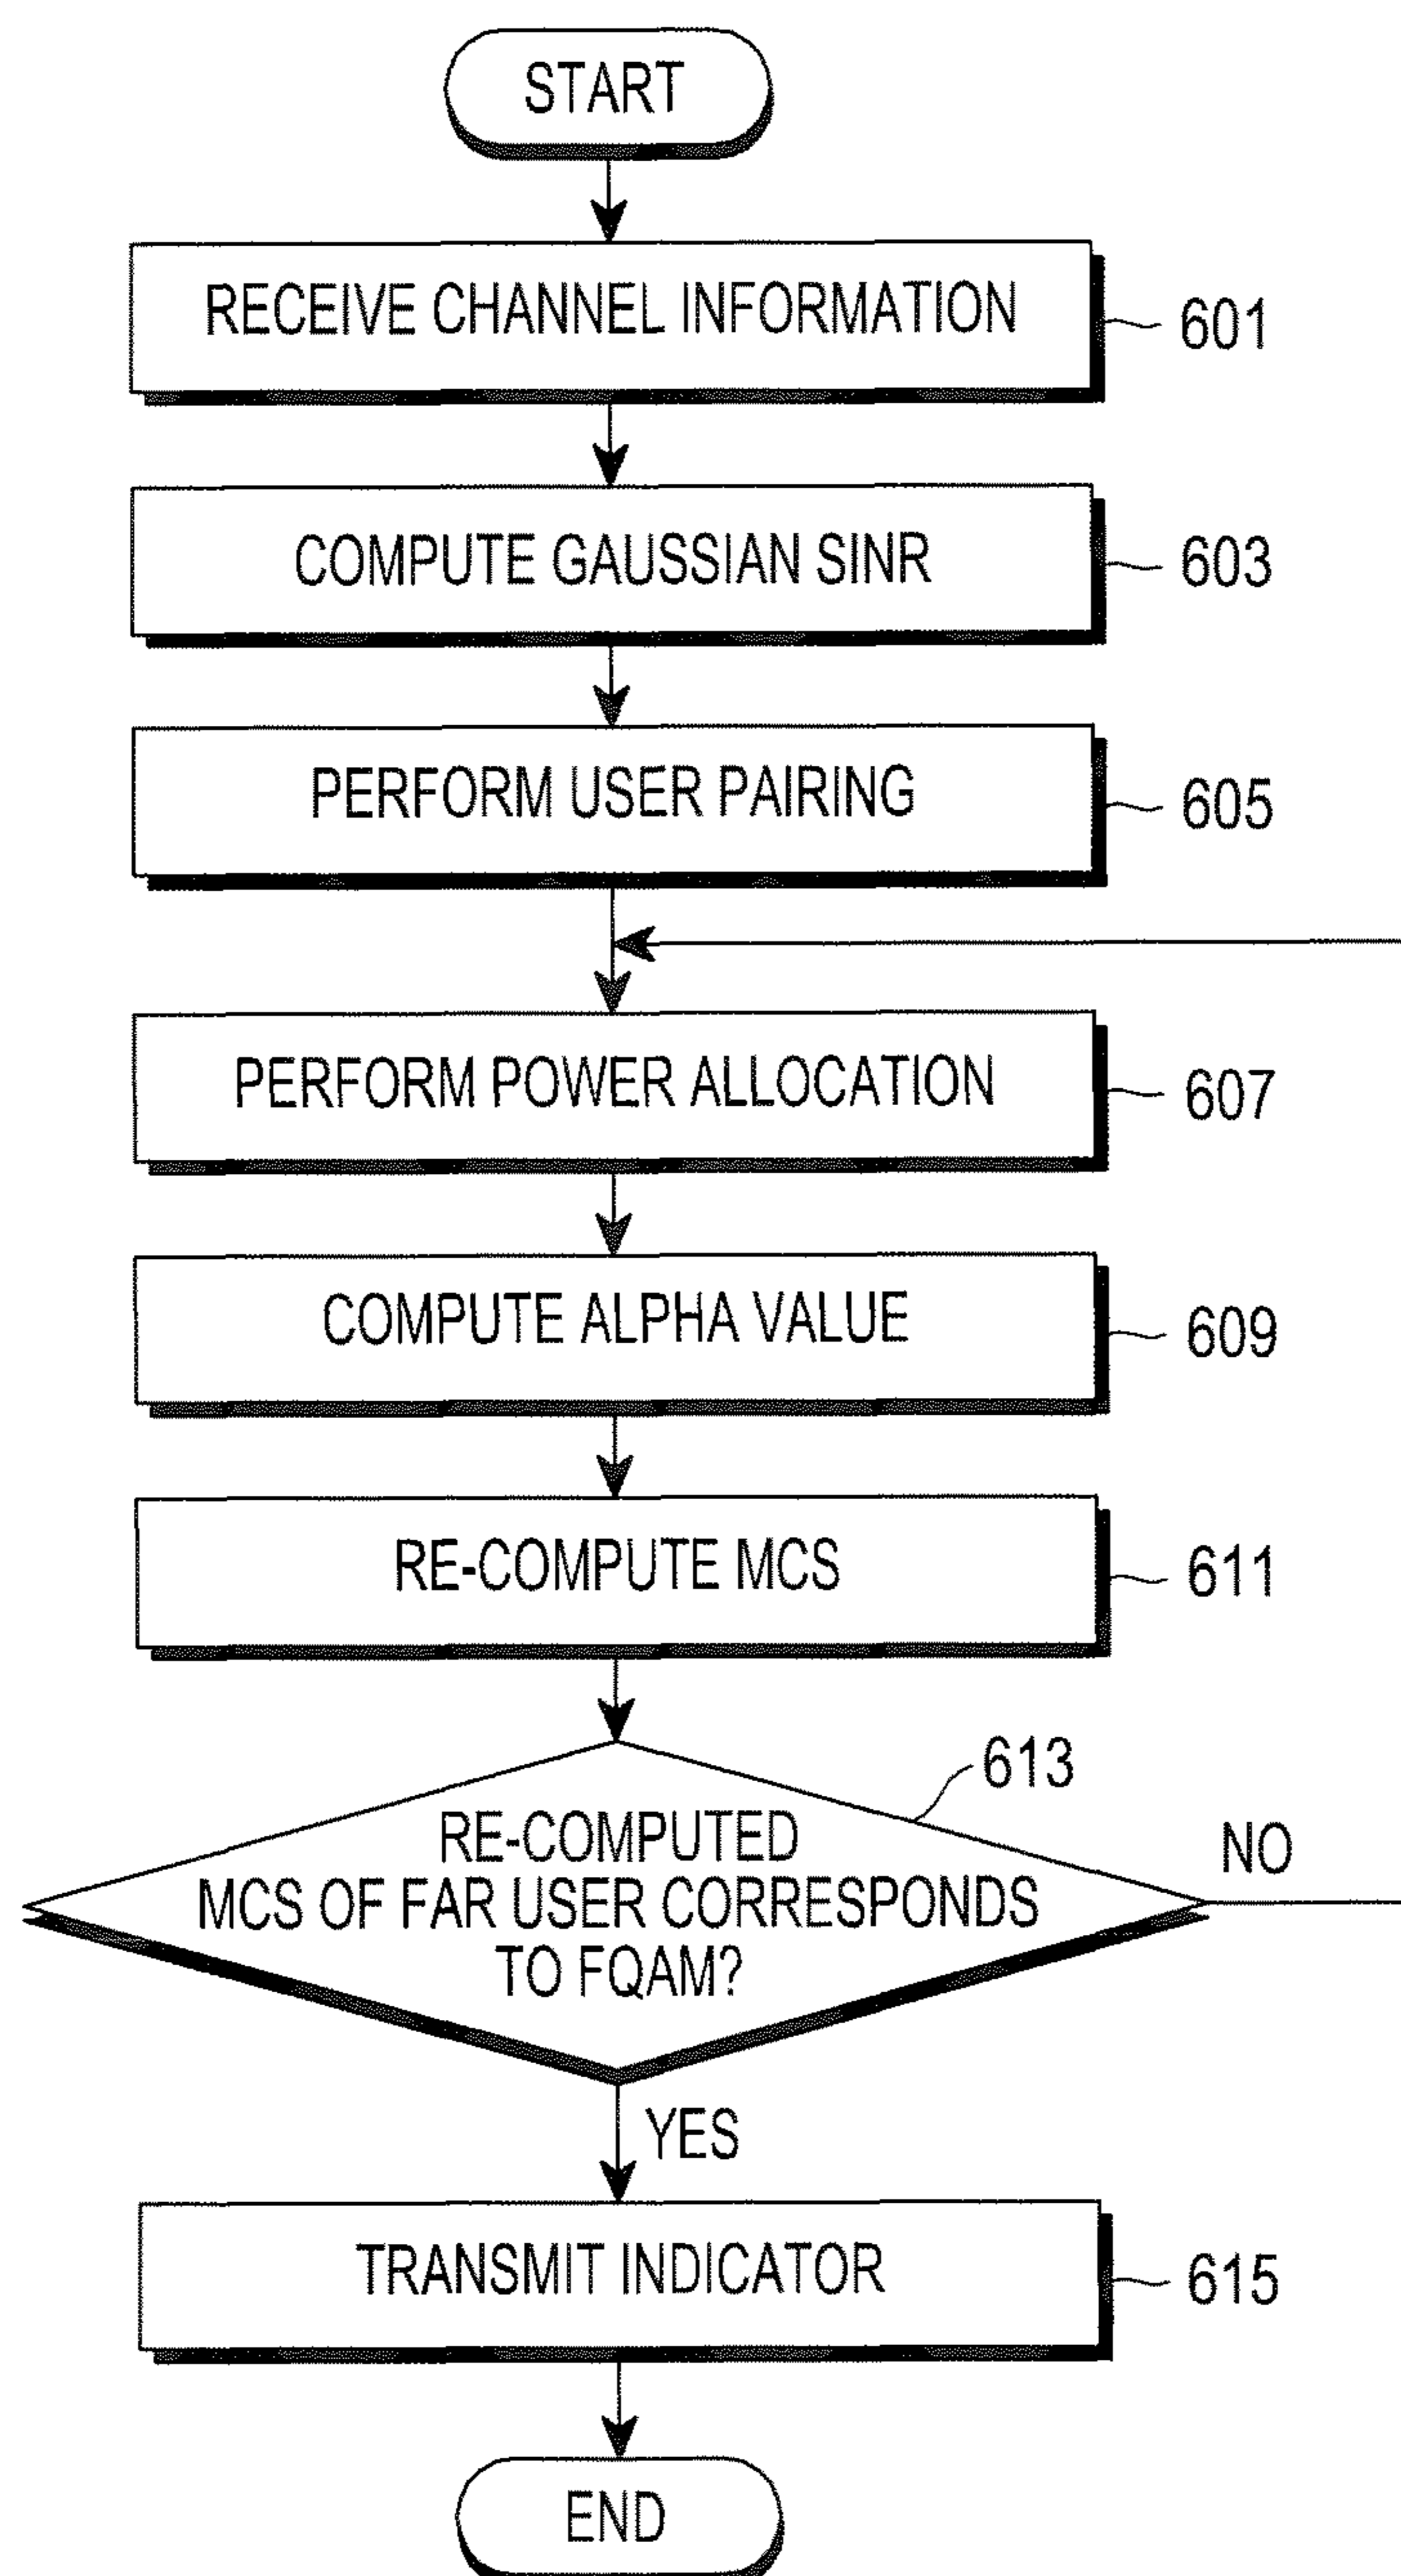 START
RECEIVE CHANNEL INFORMATION
601
COMPUTE GAUSSIAN SINR
603
PERFORM USER PAIRING
605
PERFORM POWER ALLOCATION
607
COMPUTE ALPHA VALUE
609
RE-COMPUTE MCS
611
613
RE-COMPUTED
MCS OF FAR USER CORRESPONDS
TO FQAM?
NO
YES
TRANSMIT INDICATOR
615
END